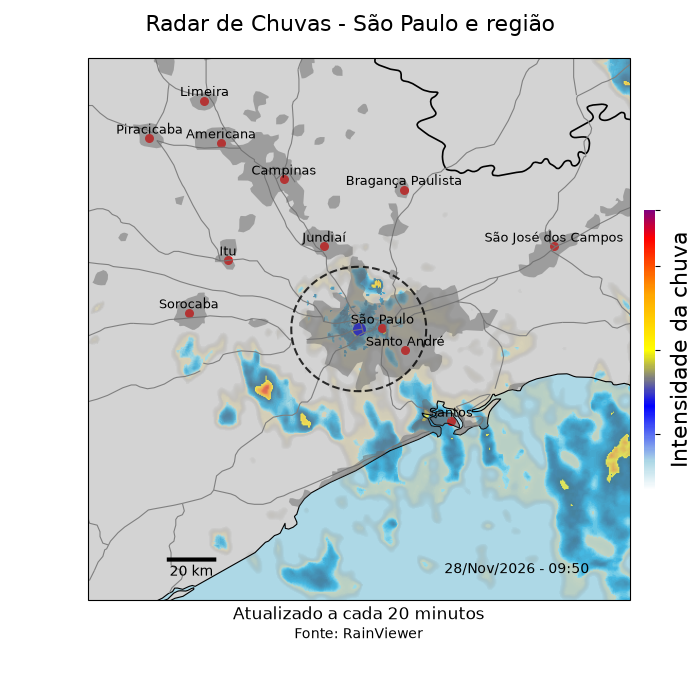 Radar de Chuvas - São Paulo e região
Limeira
Piracicaba
Americana
Campinas
Bragança Paulista
Jundiaí
São José dos Campos
Itu
Sorocaba
São Paulo
Santo André
Santos
20 km
28/Nov/2026 - 09:50
Intensidade da chuva
Atualizado a cada 20 minutos
Fonte: RainViewer